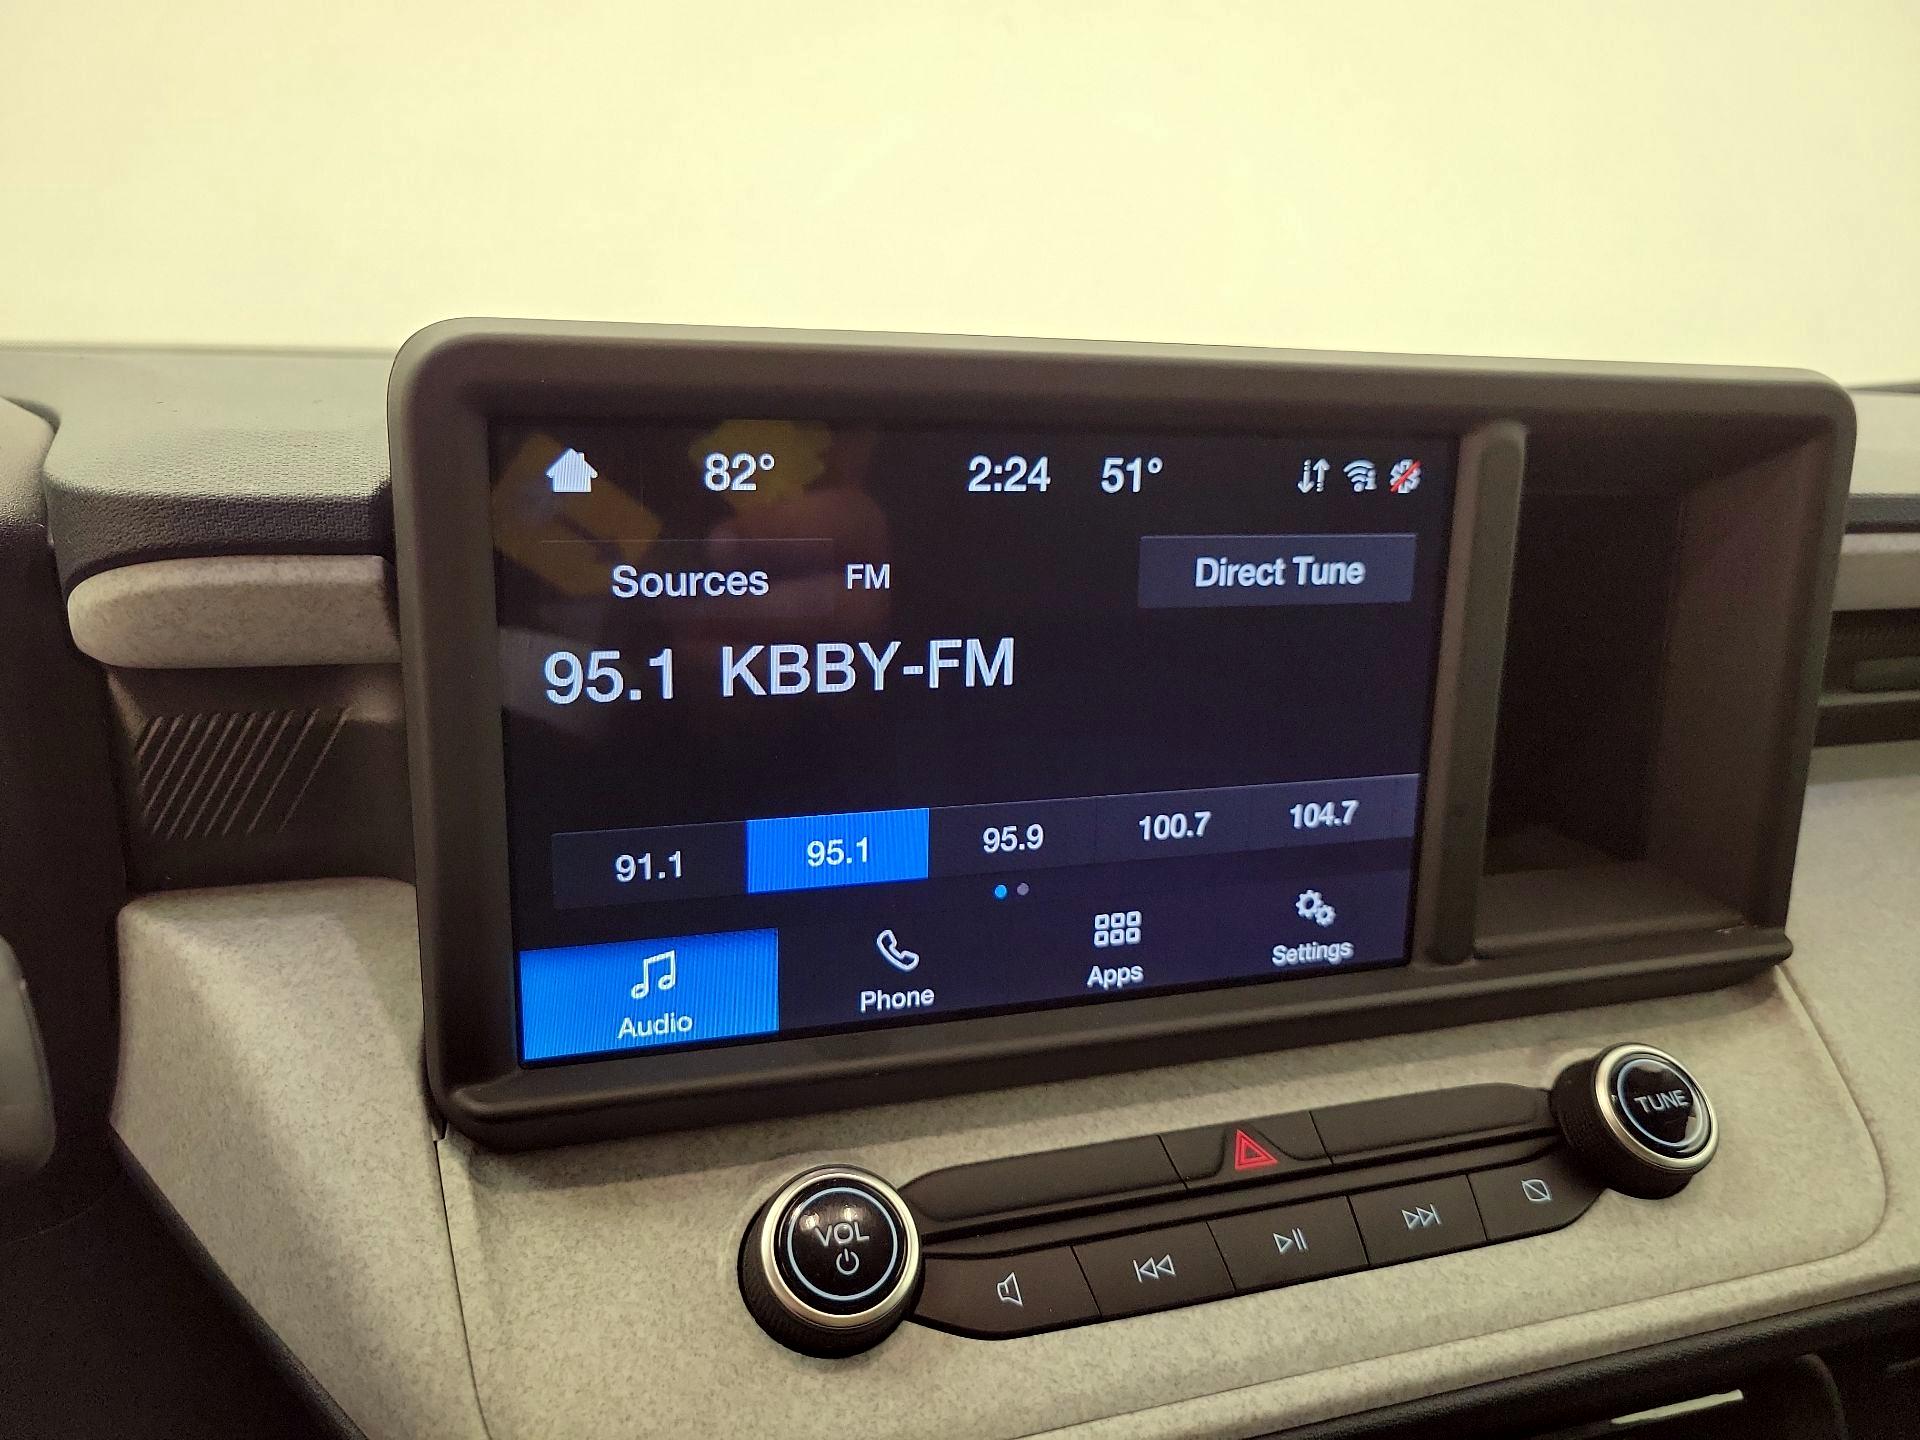 82° 2:24 51°
Sources FM Direct Tune
95.1 KBBY-FM
91.1 95.1 95.9 100.7 104.7
Audio Phone Apps Settings
TUNE
VOL